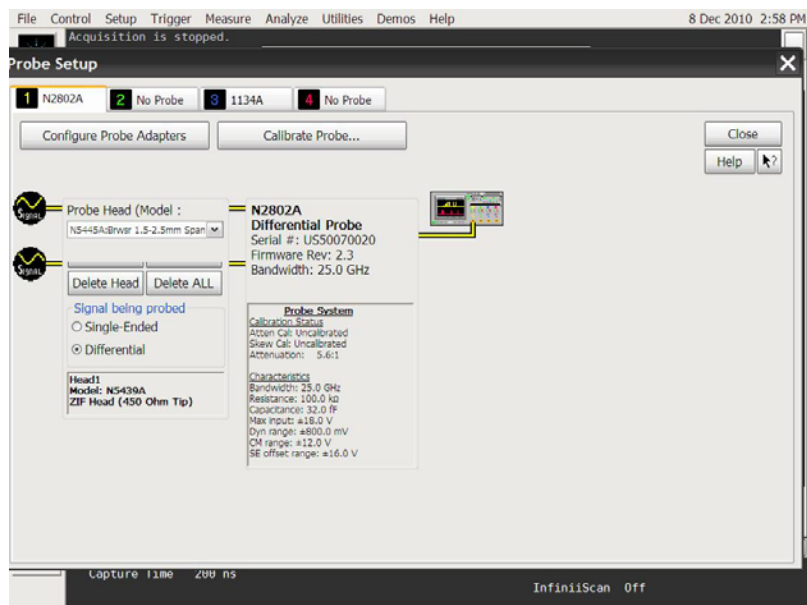 File Control Setup Trigger Measure Analyze Utilities Demos Help 8 Dec 2010 2:58 PM
Acquisition is stopped.
Probe Setup
1 N2802A 2 No Probe 3 1134A 4 No Probe
Configure Probe Adapters Calibrate Probe... Close
Help ?
Signal Probe Head (Model :
N5445A:Brwsr 1.5-2.5mm Span
Signal
Delete Head Delete ALL
Signal being probed
Single-Ended
Differential
Head1
Model: N5439A
ZIF Head (450 Ohm Tip)
N2802A
Differential Probe
Serial #: US50070020
Firmware Rev: 2.3
Bandwidth: 25.0 GHz
Probe System
Calibration Status
Atten Cal: Uncalibrated
Skew Cal: Uncalibrated
Attenuation: 5.6:1
Characteristics
Bandwidth: 25.0 GHz
Resistance: 100.0 kΩ
Capacitance: 32.0 fF
Max input: ±18.0 V
Dyn range: ±800.0 mV
CM range: ±12.0 V
SE offset range: ±16.0 V
Capture Time 200 ns
InfiniiScan Off